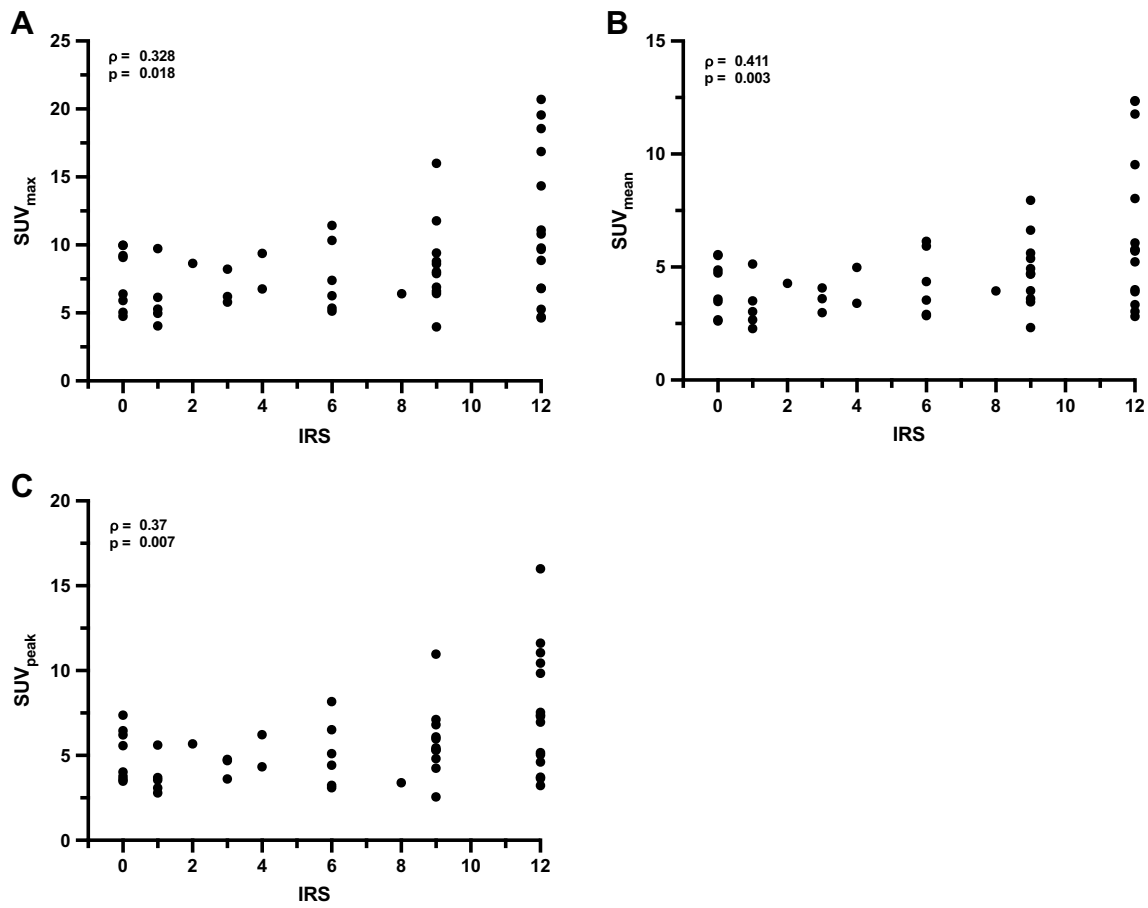 A
25
20
15
10
5
0
ρ = 0.328
p = 0.018
SUVmax
0 2 4 6 8 10 12
IRS
B
15
10
5
0
ρ = 0.411
p = 0.003
SUVmean
0 2 4 6 8 10 12
IRS
C
20
15
10
5
0
ρ = 0.37
p = 0.007
SUVpeak
0 2 4 6 8 10 12
IRS